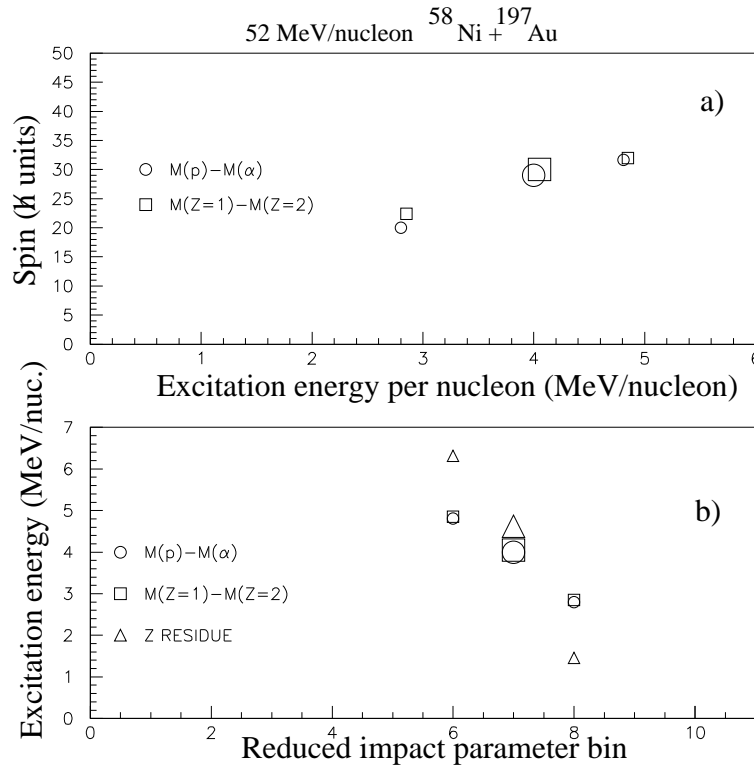 52 MeV/nucleon ⁵⁸Ni + ¹⁹⁷Au
50
45
40
35
30
25
20
15
10
5
0
Spin (ħ units)
a)
M(p)−M(α)
M(Z=1)−M(Z=2)
0 1 2 3 4 5 6
Excitation energy per nucleon (MeV/nucleon)
7
6
5
4
3
2
1
0
Excitation energy (MeV/nuc.)
b)
M(p)−M(α)
M(Z=1)−M(Z=2)
Z RESIDUE
0 2 4 6 8 10
Reduced impact parameter bin